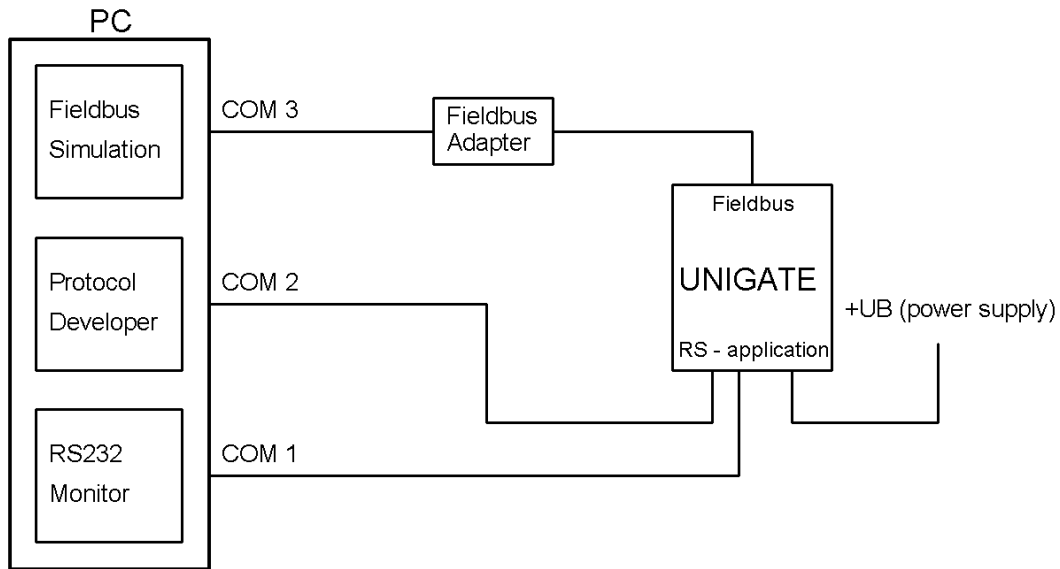 PC
Fieldbus
Simulation
COM 3
Fieldbus
Adapter
Fieldbus
UNIGATE
RS - application
+UB (power supply)
Protocol
Developer
COM 2
RS232
Monitor
COM 1